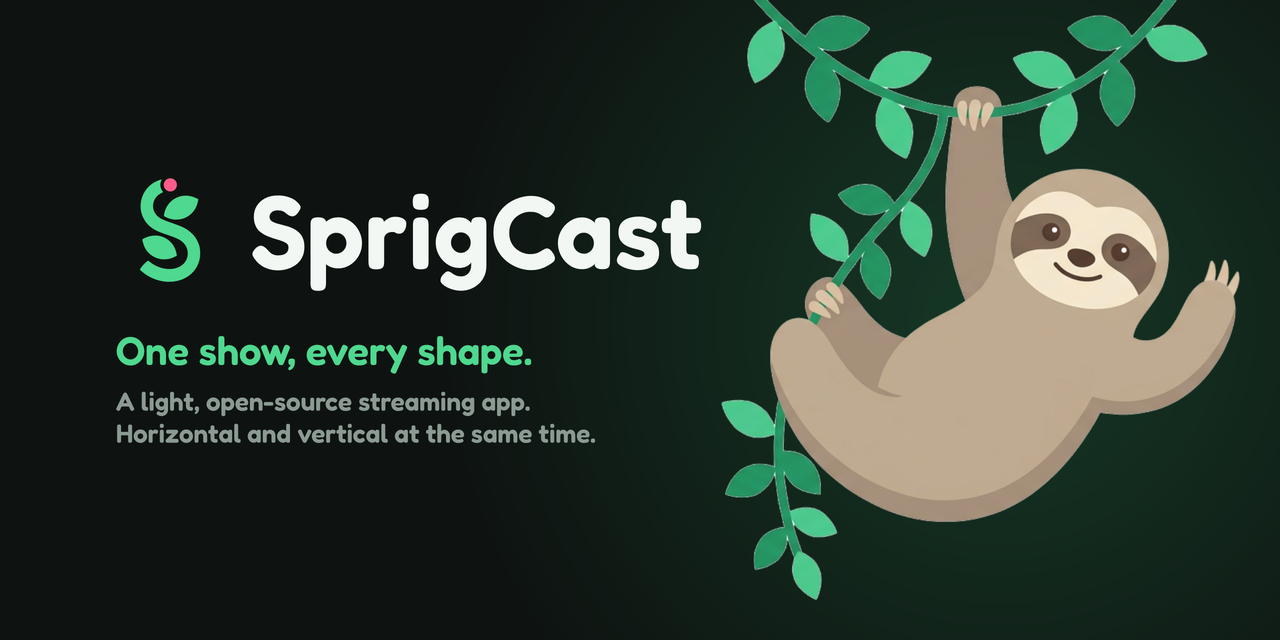 SprigCast
One show, every shape.
A light, open-source streaming app.
Horizontal and vertical at the same time.